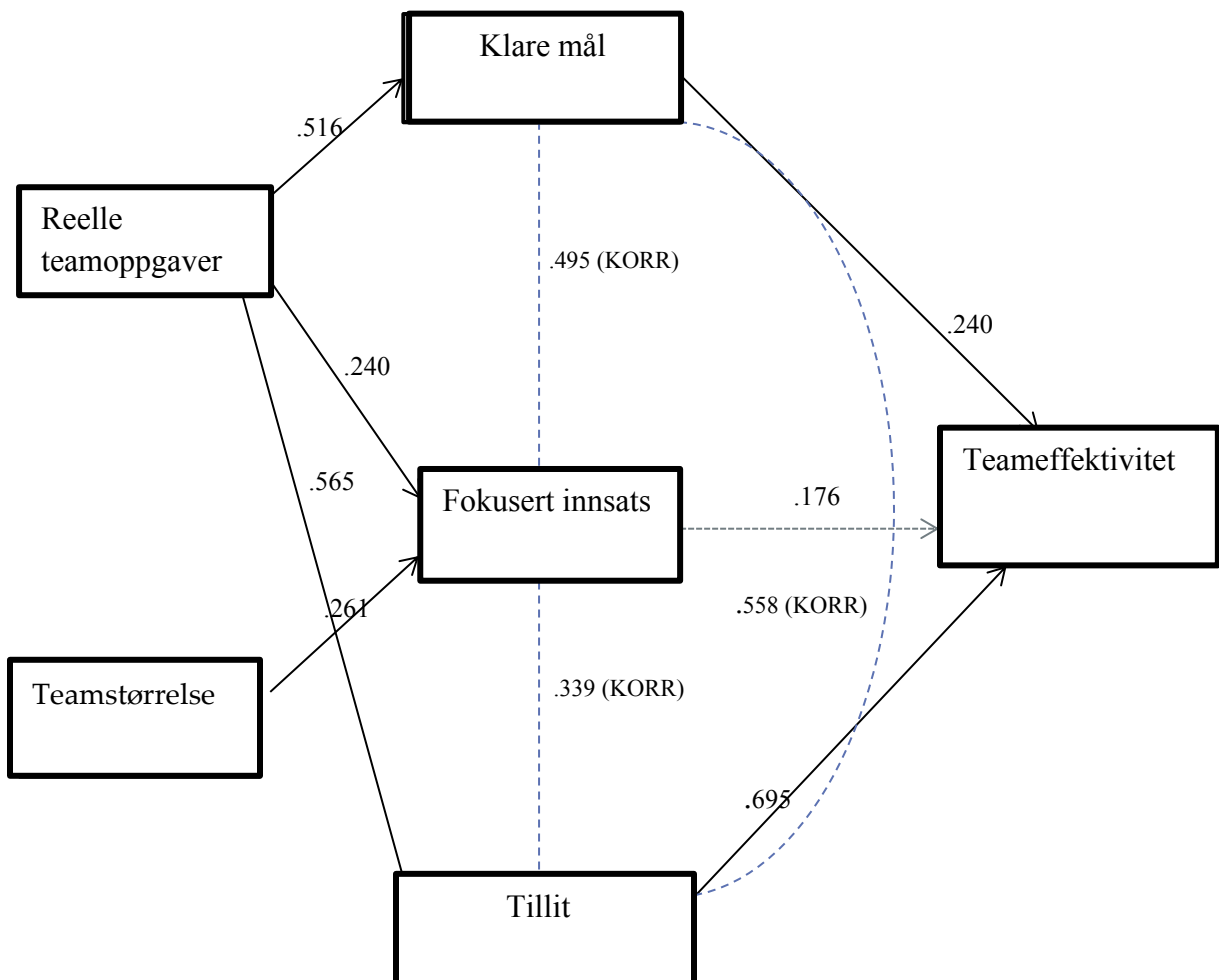 Klare mål
.516
Reelle
teamoppgaver
.495 (KORR)
.240
.240
Teameffektivitet
.565
Fokusert innsats
.176
.261
.558 (KORR)
Teamstørrelse
.339 (KORR)
.695
Tillit